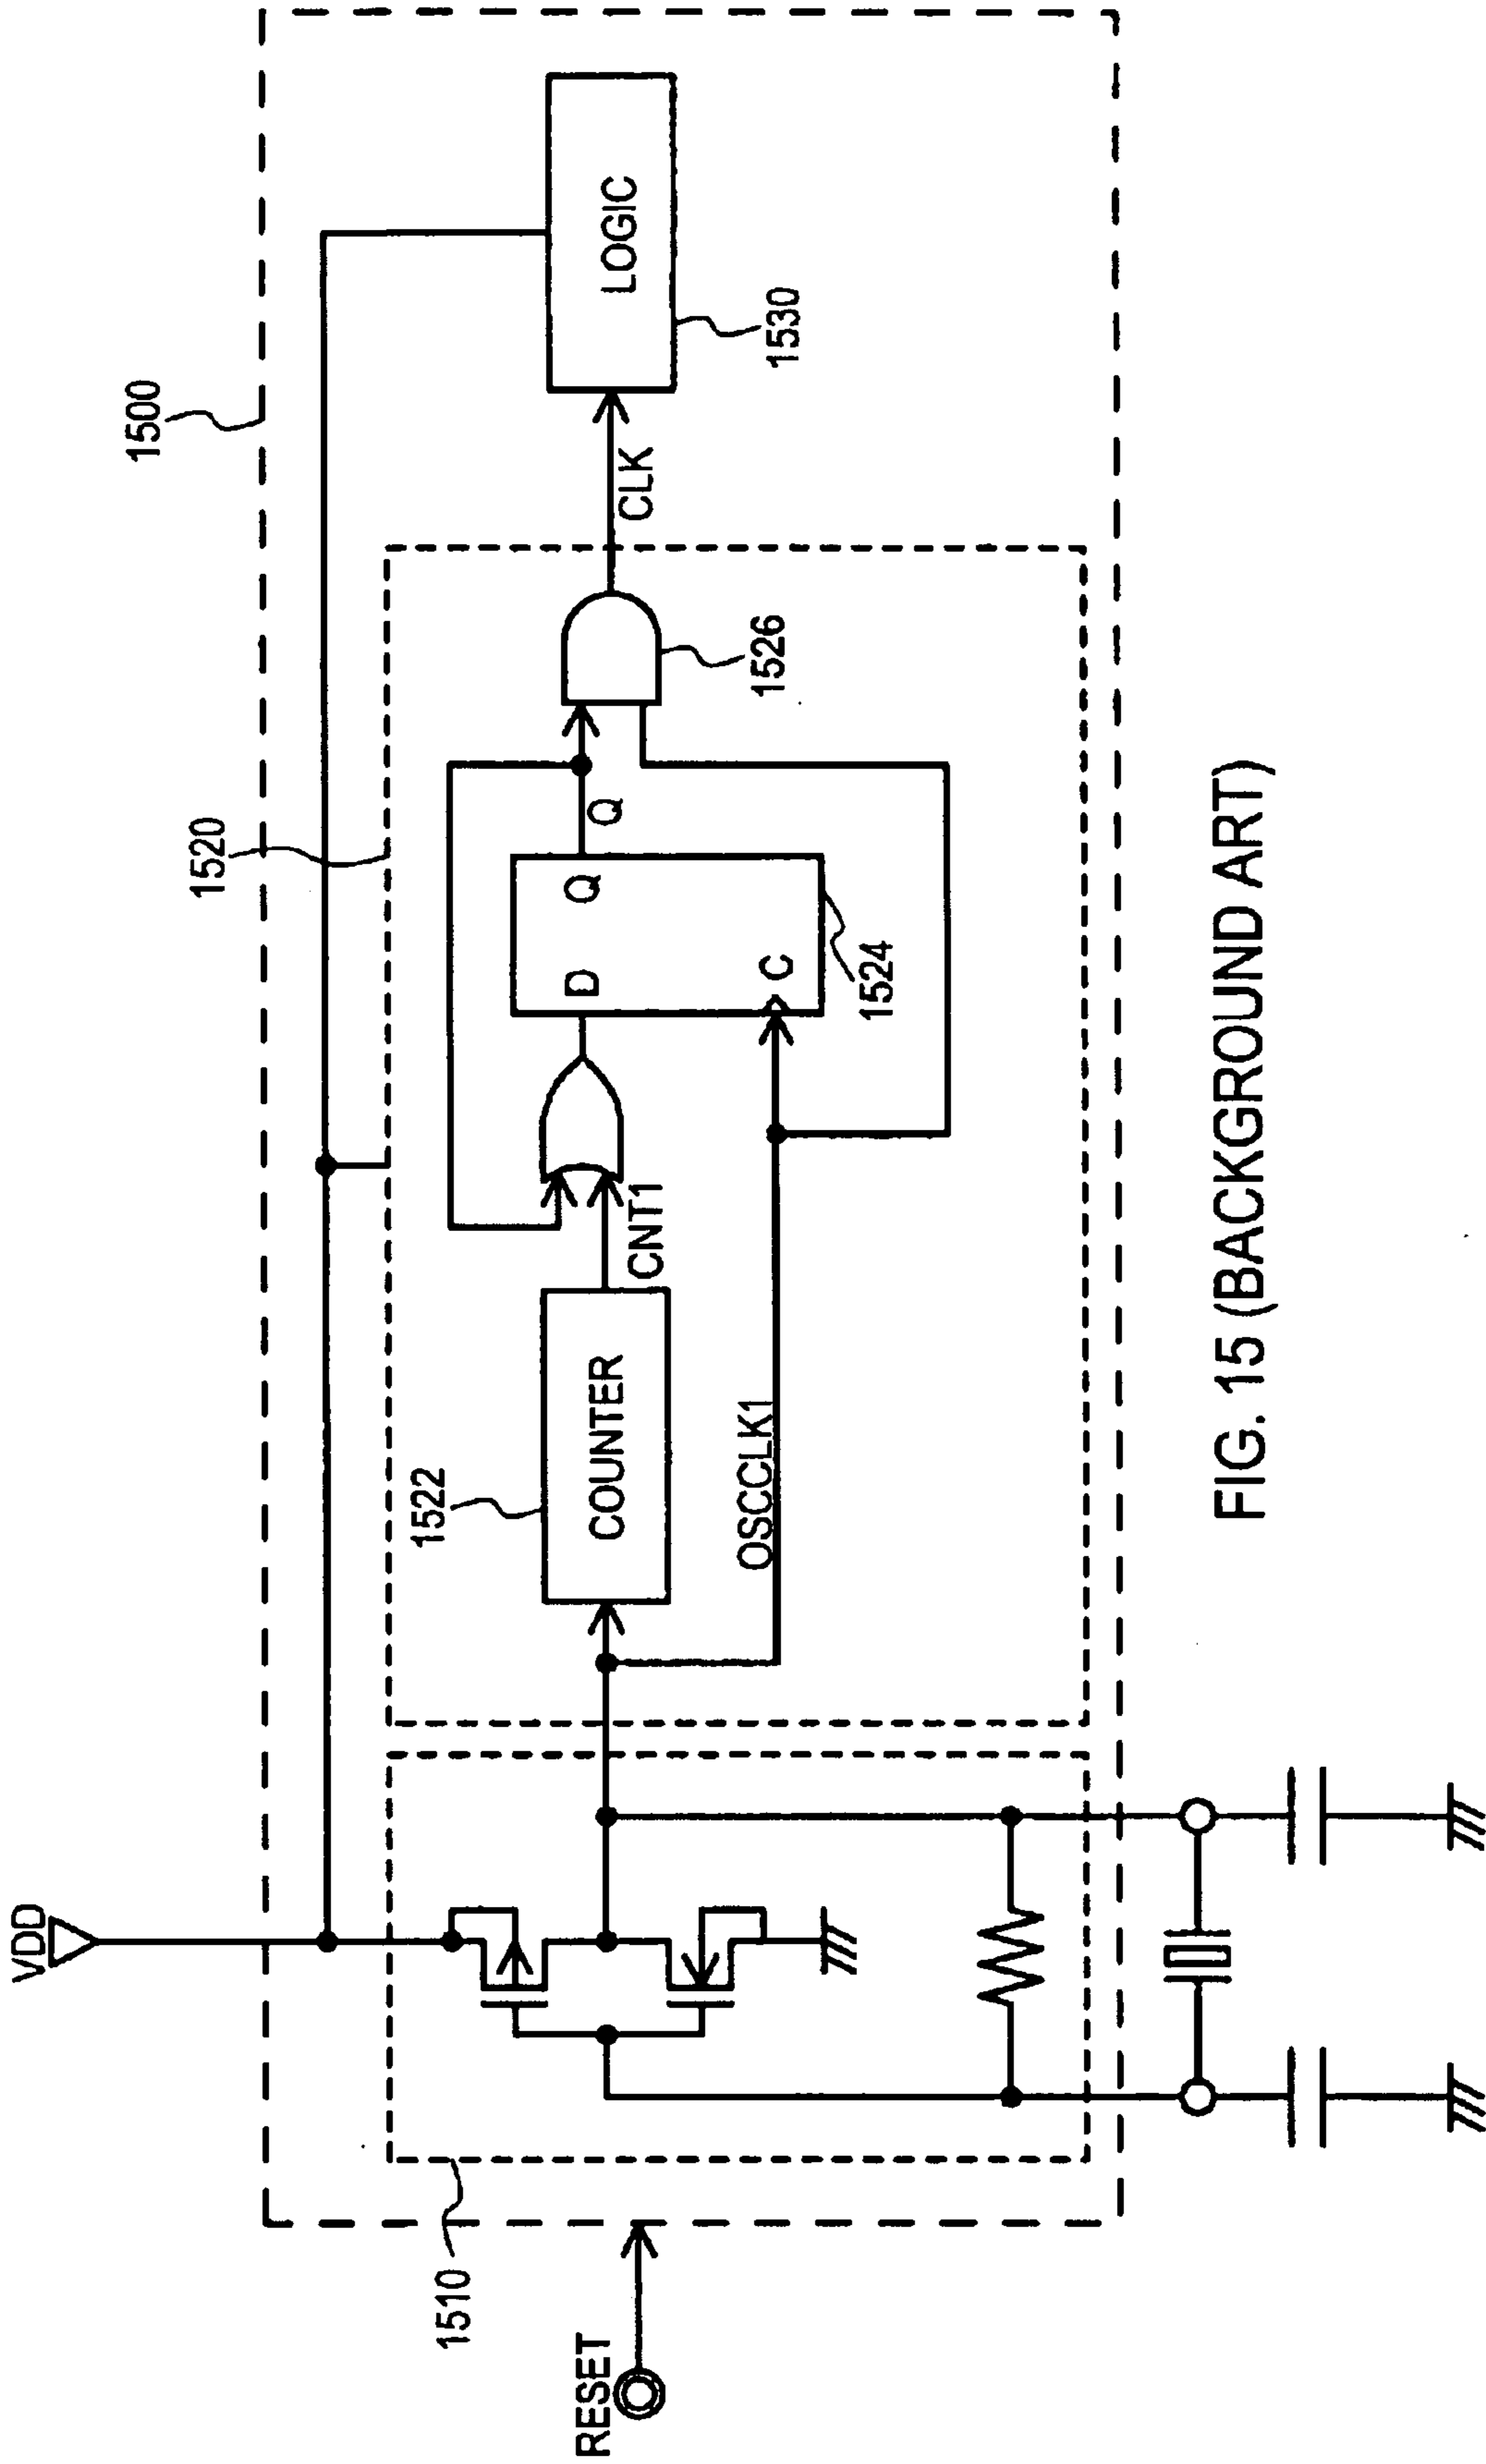 VDD
1500
1520
1510
RESET
1522
COUNTER
CNT1
OSCCLK1
D
Q
C
1524
Q
1526
CLK
LOGIC
1530
FIG. 15 (BACKGROUND ART)